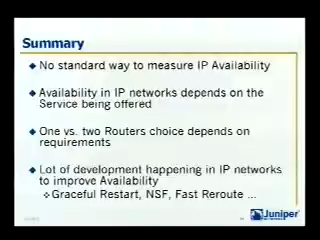 Summary
No standard way to measure IP Availability
Availability in IP networks depends on the
Service being offered
One vs. two Routers choice depends on
requirements
Lot of development happening in IP networks
to improve Availability
Graceful Restart, NSF, Fast Reroute ...
Juniper